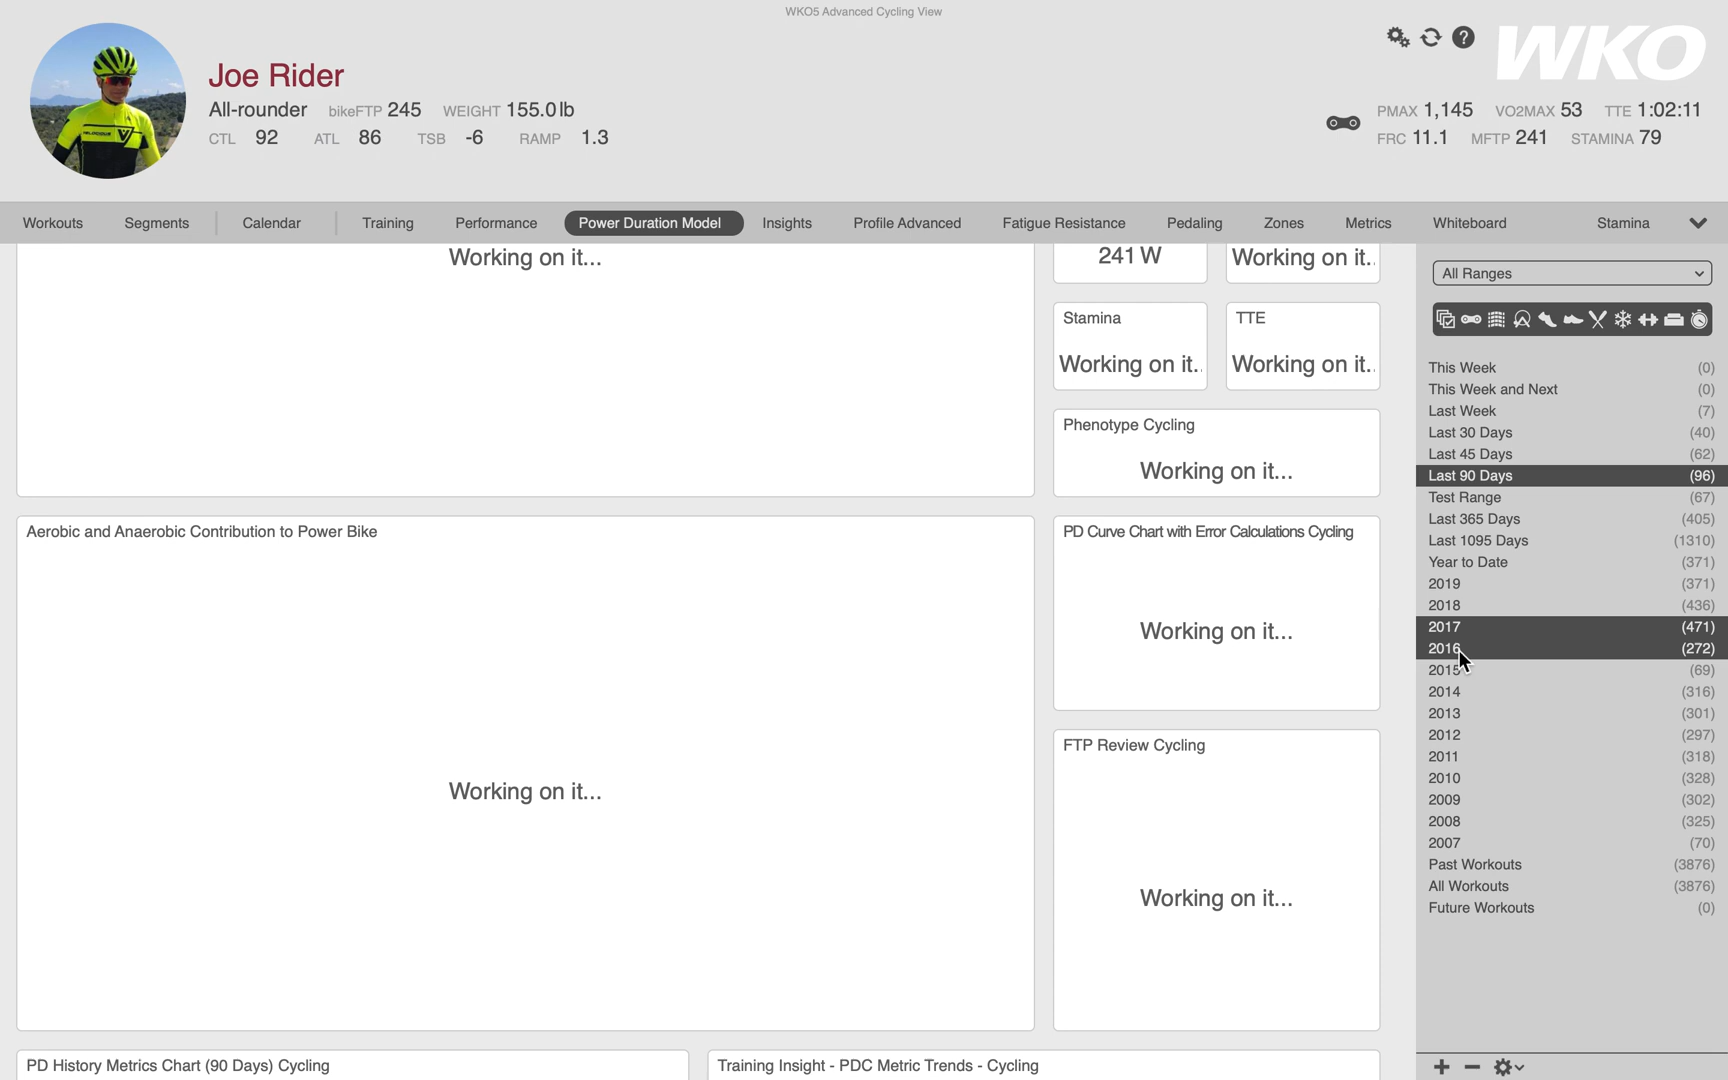 WKO5 Advanced Cycling View
Joe Rider
All-rounder bikeFTP 245 WEIGHT 155.0 lb
CTL 92 ATL 86 TSB -6 RAMP 1.3
WKO
PMAX 1,145 VO2MAX 53 TTE 1:02:11
FRC 11.1 MFTP 241 STAMINA 79
Workouts Segments Calendar Training Performance Power Duration Model Insights Profile Advanced Fatigue Resistance Pedaling Zones Metrics Whiteboard Stamina
Working on it...
241 W
Working on it..
Stamina
Working on it..
TTE
Working on it..
Phenotype Cycling
Working on it...
Aerobic and Anaerobic Contribution to Power Bike
Working on it...
PD Curve Chart with Error Calculations Cycling
Working on it...
FTP Review Cycling
Working on it...
PD History Metrics Chart (90 Days) Cycling
Training Insight - PDC Metric Trends - Cycling
All Ranges
This Week (0)
This Week and Next (0)
Last Week (7)
Last 30 Days (40)
Last 45 Days (62)
Last 90 Days (96)
Test Range (67)
Last 365 Days (405)
Last 1095 Days (1310)
Year to Date (371)
2019 (371)
2018 (436)
2017 (471)
2016 (272)
2015 (69)
2014 (316)
2013 (301)
2012 (297)
2011 (318)
2010 (328)
2009 (302)
2008 (325)
2007 (70)
Past Workouts (3876)
All Workouts (3876)
Future Workouts (0)